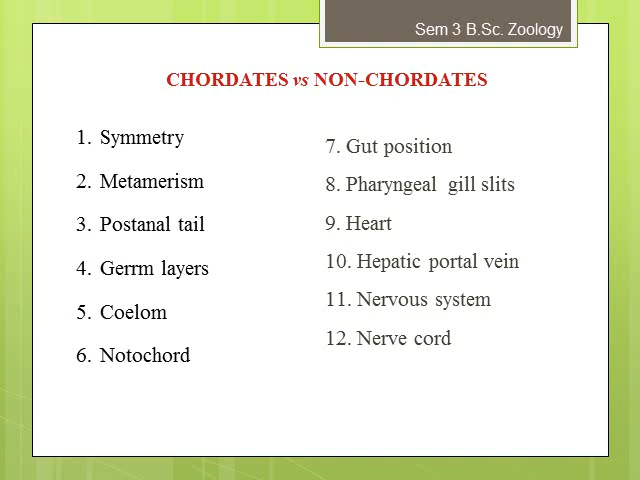 Sem 3 B.Sc. Zoology
CHORDATES vs NON-CHORDATES
1. Symmetry
2. Metamerism
3. Postanal tail
4. Gerrm layers
5. Coelom
6. Notochord
7. Gut position
8. Pharyngeal gill slits
9. Heart
10. Hepatic portal vein
11. Nervous system
12. Nerve cord